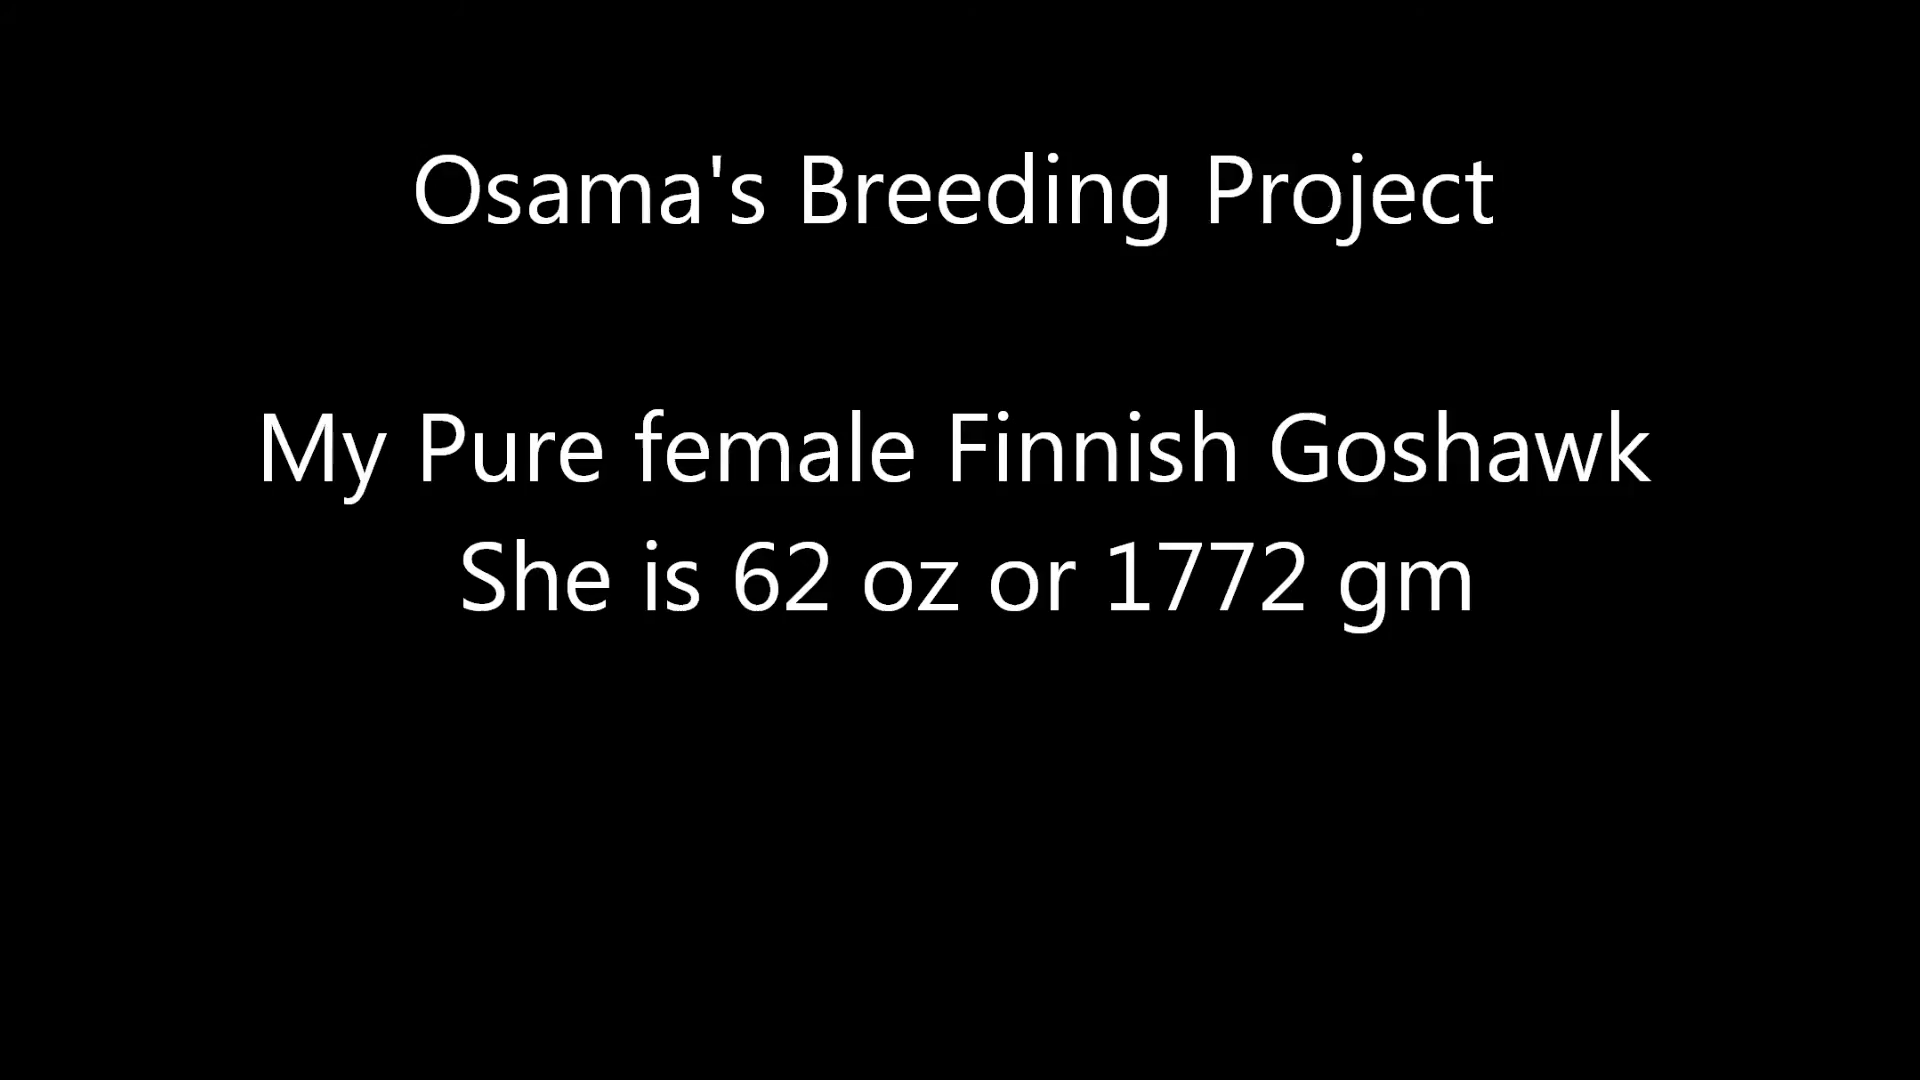 Osama's Breeding Project
My Pure female Finnish Goshawk
She is 62 oz or 1772 gm